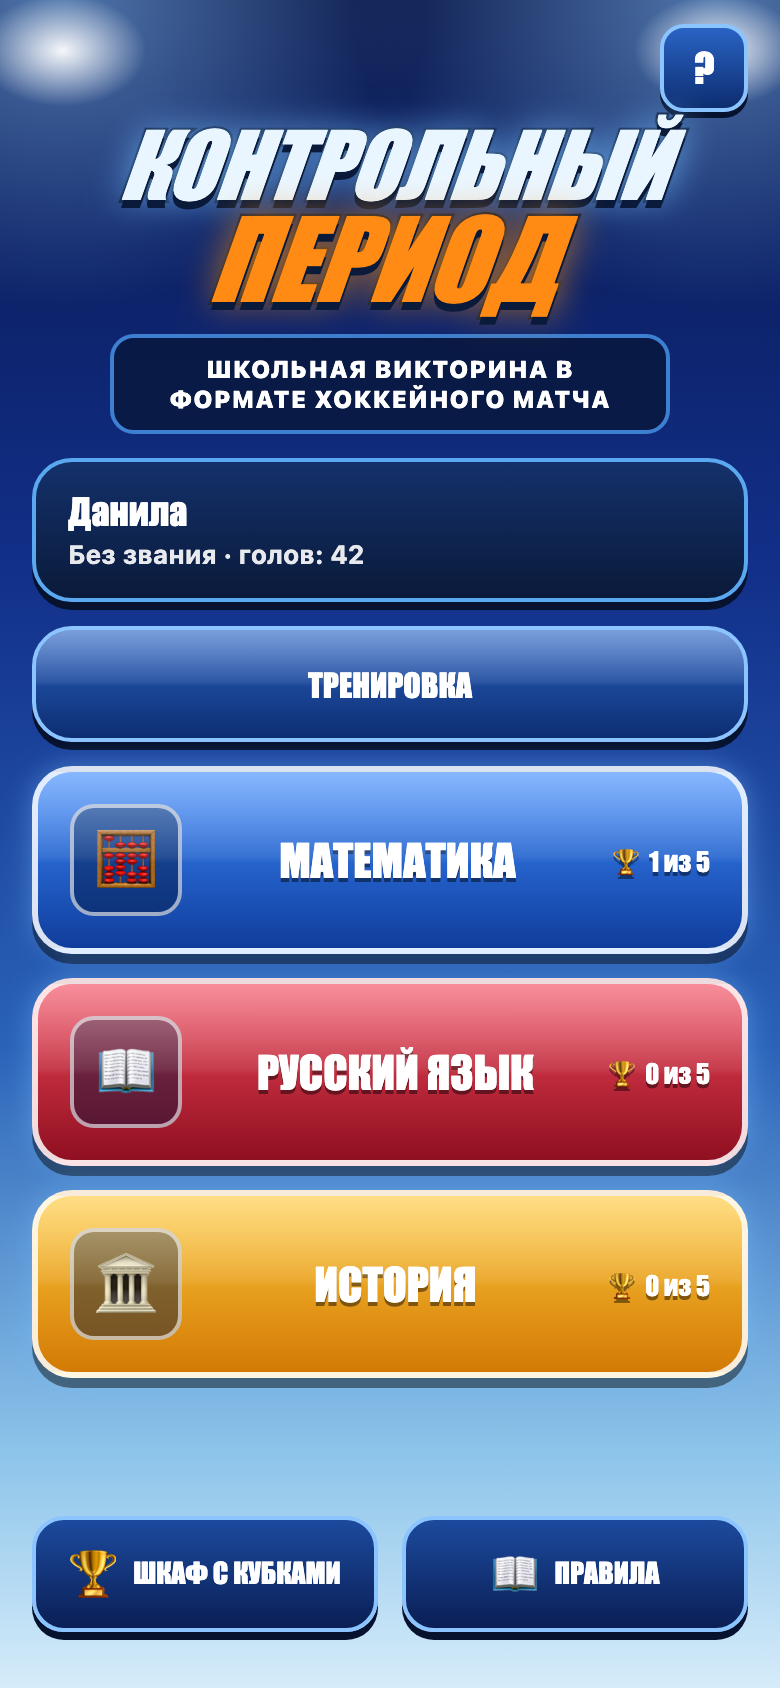 ?
КОНТРОЛЬНЫЙ
ПЕРИОД
ШКОЛЬНАЯ ВИКТОРИНА В
ФОРМАТЕ ХОККЕЙНОГО МАТЧА
Данила
Без звания · голов: 42
ТРЕНИРОВКА
МАТЕМАТИКА
🏆 1 из 5
РУССКИЙ ЯЗЫК
🏆 0 из 5
ИСТОРИЯ
🏆 0 из 5
ШКАФ С КУБКАМИ
ПРАВИЛА